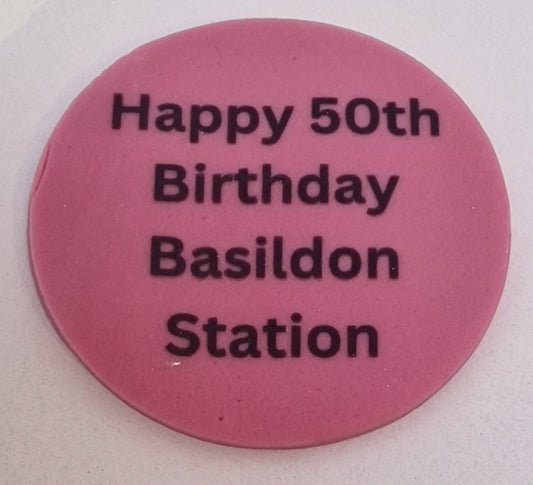 Happy 50th
Birthday
Basildon
Station